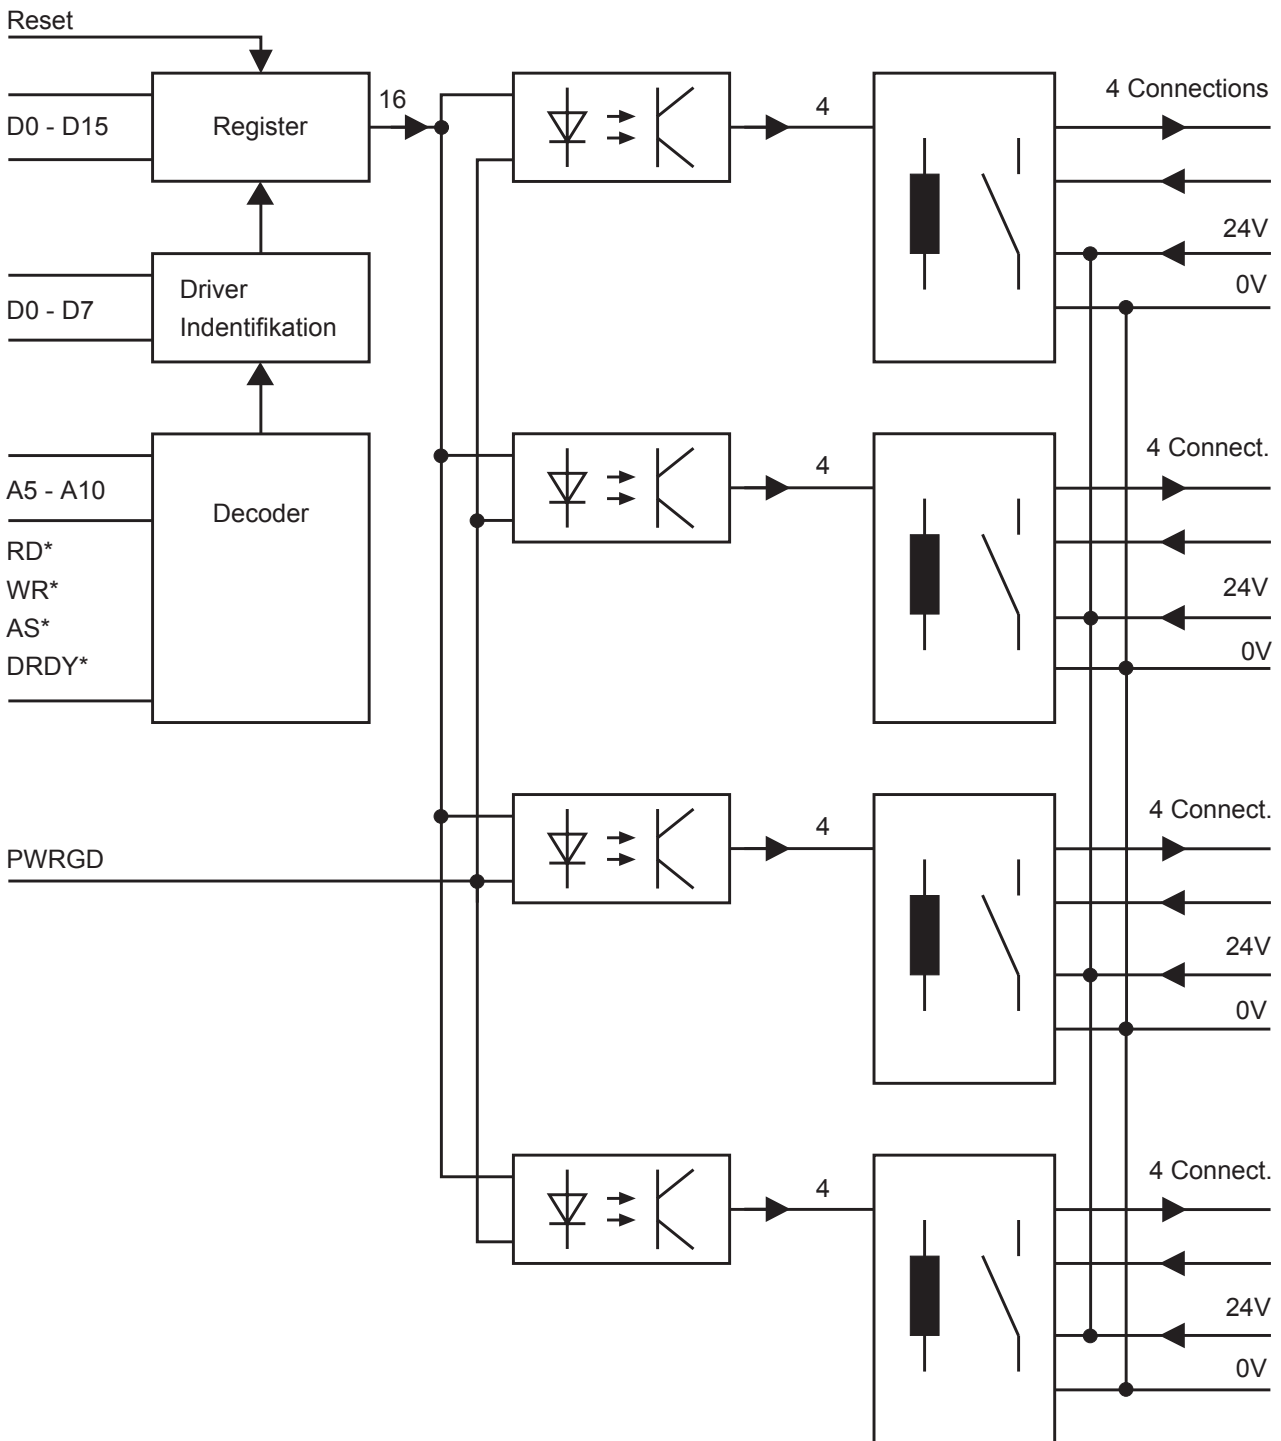 Reset
16
4
4 Connections
D0 - D15
Register
24V
0V
D0 - D7
Driver
Indentifikation
4
4 Connect.
A5 - A10
Decoder
RD*
WR*
24V
AS*
DRDY*
0V
4
4 Connect.
PWRGD
24V
0V
4
4 Connect.
24V
0V